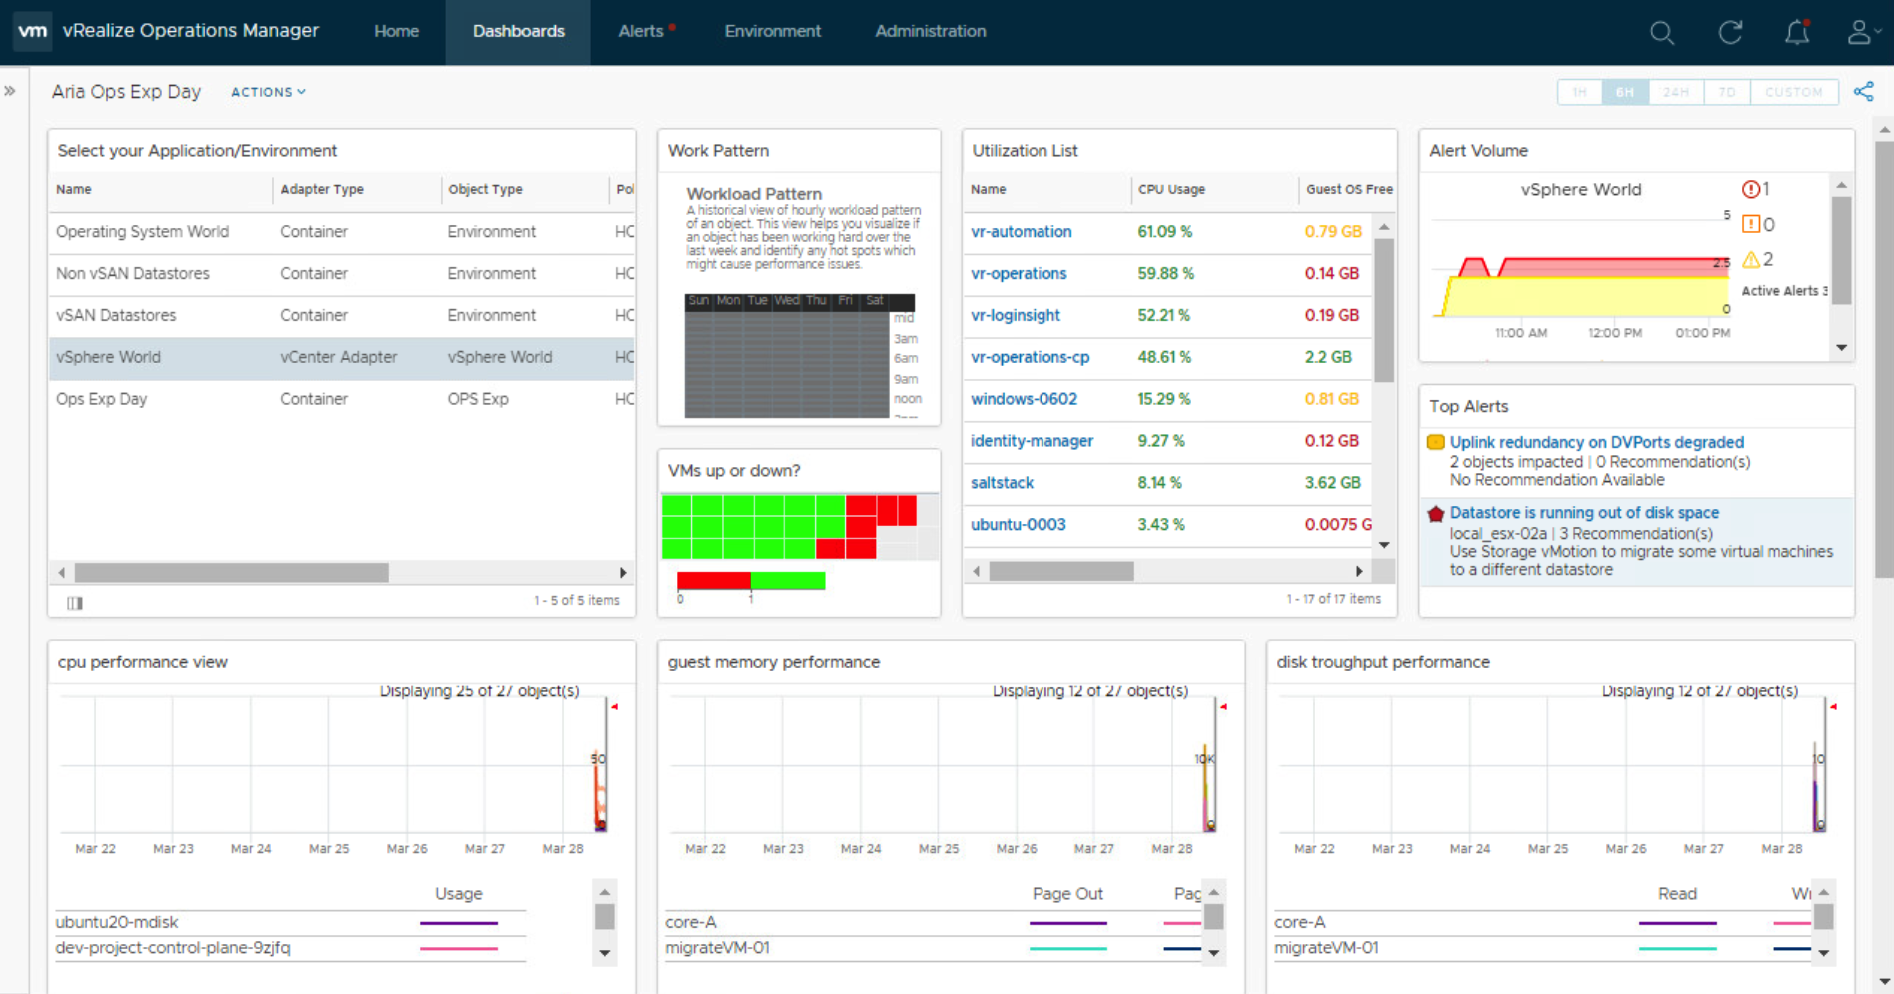 vm vRealize Operations Manager Home Dashboards Alerts Environment Administration
Aria Ops Exp Day ACTIONS 1H 6H 24H 7D CUSTOM
Select your Application/Environment
Name Adapter Type Object Type Pol
Operating System World Container Environment HC
Non vSAN Datastores Container Environment HC
vSAN Datastores Container Environment HC
vSphere World vCenter Adapter vSphere World HC
Ops Exp Day Container OPS Exp HC
1 - 5 of 5 items
Work Pattern
Workload Pattern
A historical view of hourly workload pattern
of an object. This view helps you visualize if
an object has been working hard over the
last week and identify any hot spots which
might cause performance issues.
Sun Mon Tue Wed Thu Fri Sat
mid
3am
6am
9am
noon
VMs up or down?
0 1
Utilization List
Name CPU Usage Guest OS Free
vr-automation 61.09 % 0.79 GB
vr-operations 59.88 % 0.14 GB
vr-loginsight 52.21 % 0.19 GB
vr-operations-cp 48.61 % 2.2 GB
windows-0602 15.29 % 0.81 GB
identity-manager 9.27 % 0.12 GB
saltstack 8.14 % 3.62 GB
ubuntu-0003 3.43 % 0.0075 G
1 - 17 of 17 items
Alert Volume
vSphere World 1
5
0
2.5 2
Active Alerts 3
0
11:00 AM 12:00 PM 01:00 PM
Top Alerts
Uplink redundancy on DVPorts degraded
2 objects impacted | 0 Recommendation(s)
No Recommendation Available
Datastore is running out of disk space
local_esx-02a | 3 Recommendation(s)
Use Storage vMotion to migrate some virtual machines
to a different datastore
cpu performance view
Displaying 25 of 27 object(s)
50
0
Mar 22 Mar 23 Mar 24 Mar 25 Mar 26 Mar 27 Mar 28
Usage
ubuntu20-mdisk
dev-project-control-plane-9zjfq
guest memory performance
Displaying 12 of 27 object(s)
10K
0
Mar 22 Mar 23 Mar 24 Mar 25 Mar 26 Mar 27 Mar 28
Page Out Pag
core-A
migrateVM-01
disk troughput performance
Displaying 12 of 27 object(s)
10
0
Mar 22 Mar 23 Mar 24 Mar 25 Mar 26 Mar 27 Mar 28
Read Wr
core-A
migrateVM-01